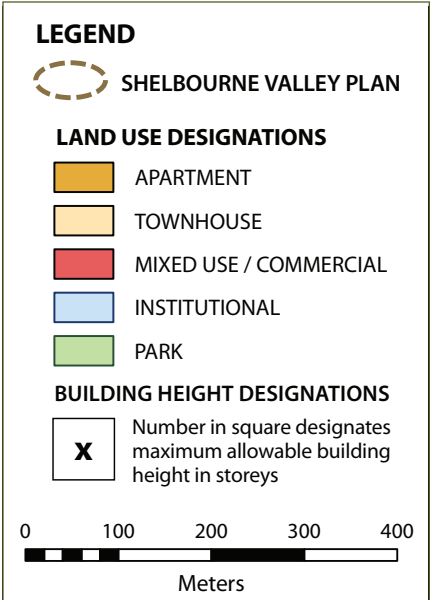 LEGEND
SHELBOURNE VALLEY PLAN
LAND USE DESIGNATIONS
APARTMENT
TOWNHOUSE
MIXED USE / COMMERCIAL
INSTITUTIONAL
PARK
BUILDING HEIGHT DESIGNATIONS
x
Number in square designates
maximum allowable building
height in storeys
0 100 200 300 400
Meters